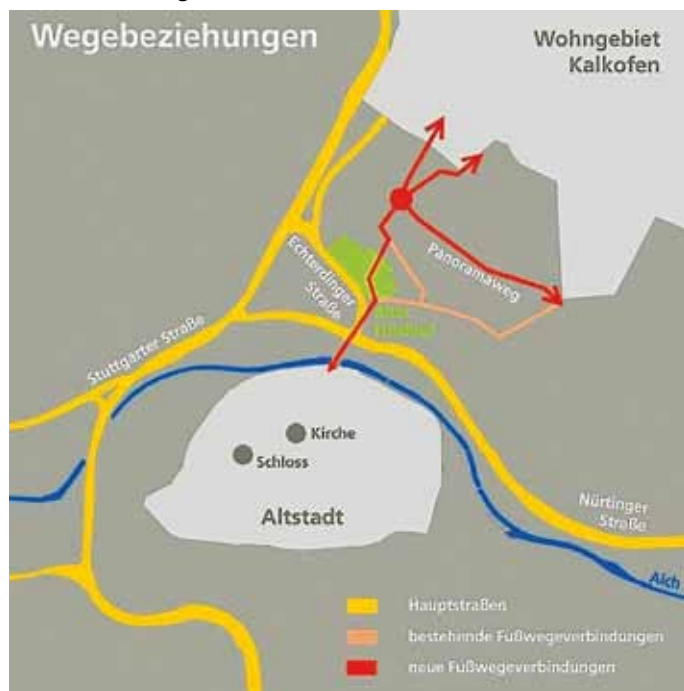 Wegebeziehungen
Wohngebiet
Kalkofen
Echterdinger
Straße
Panoramaweg
Stuttgarter Straße
Kirche
Schloss
Altstadt
Nürtinger
Straße
Aich
Hauptstraßen
bestehende Fußwegeverbindungen
neue Fußwegeverbindungen